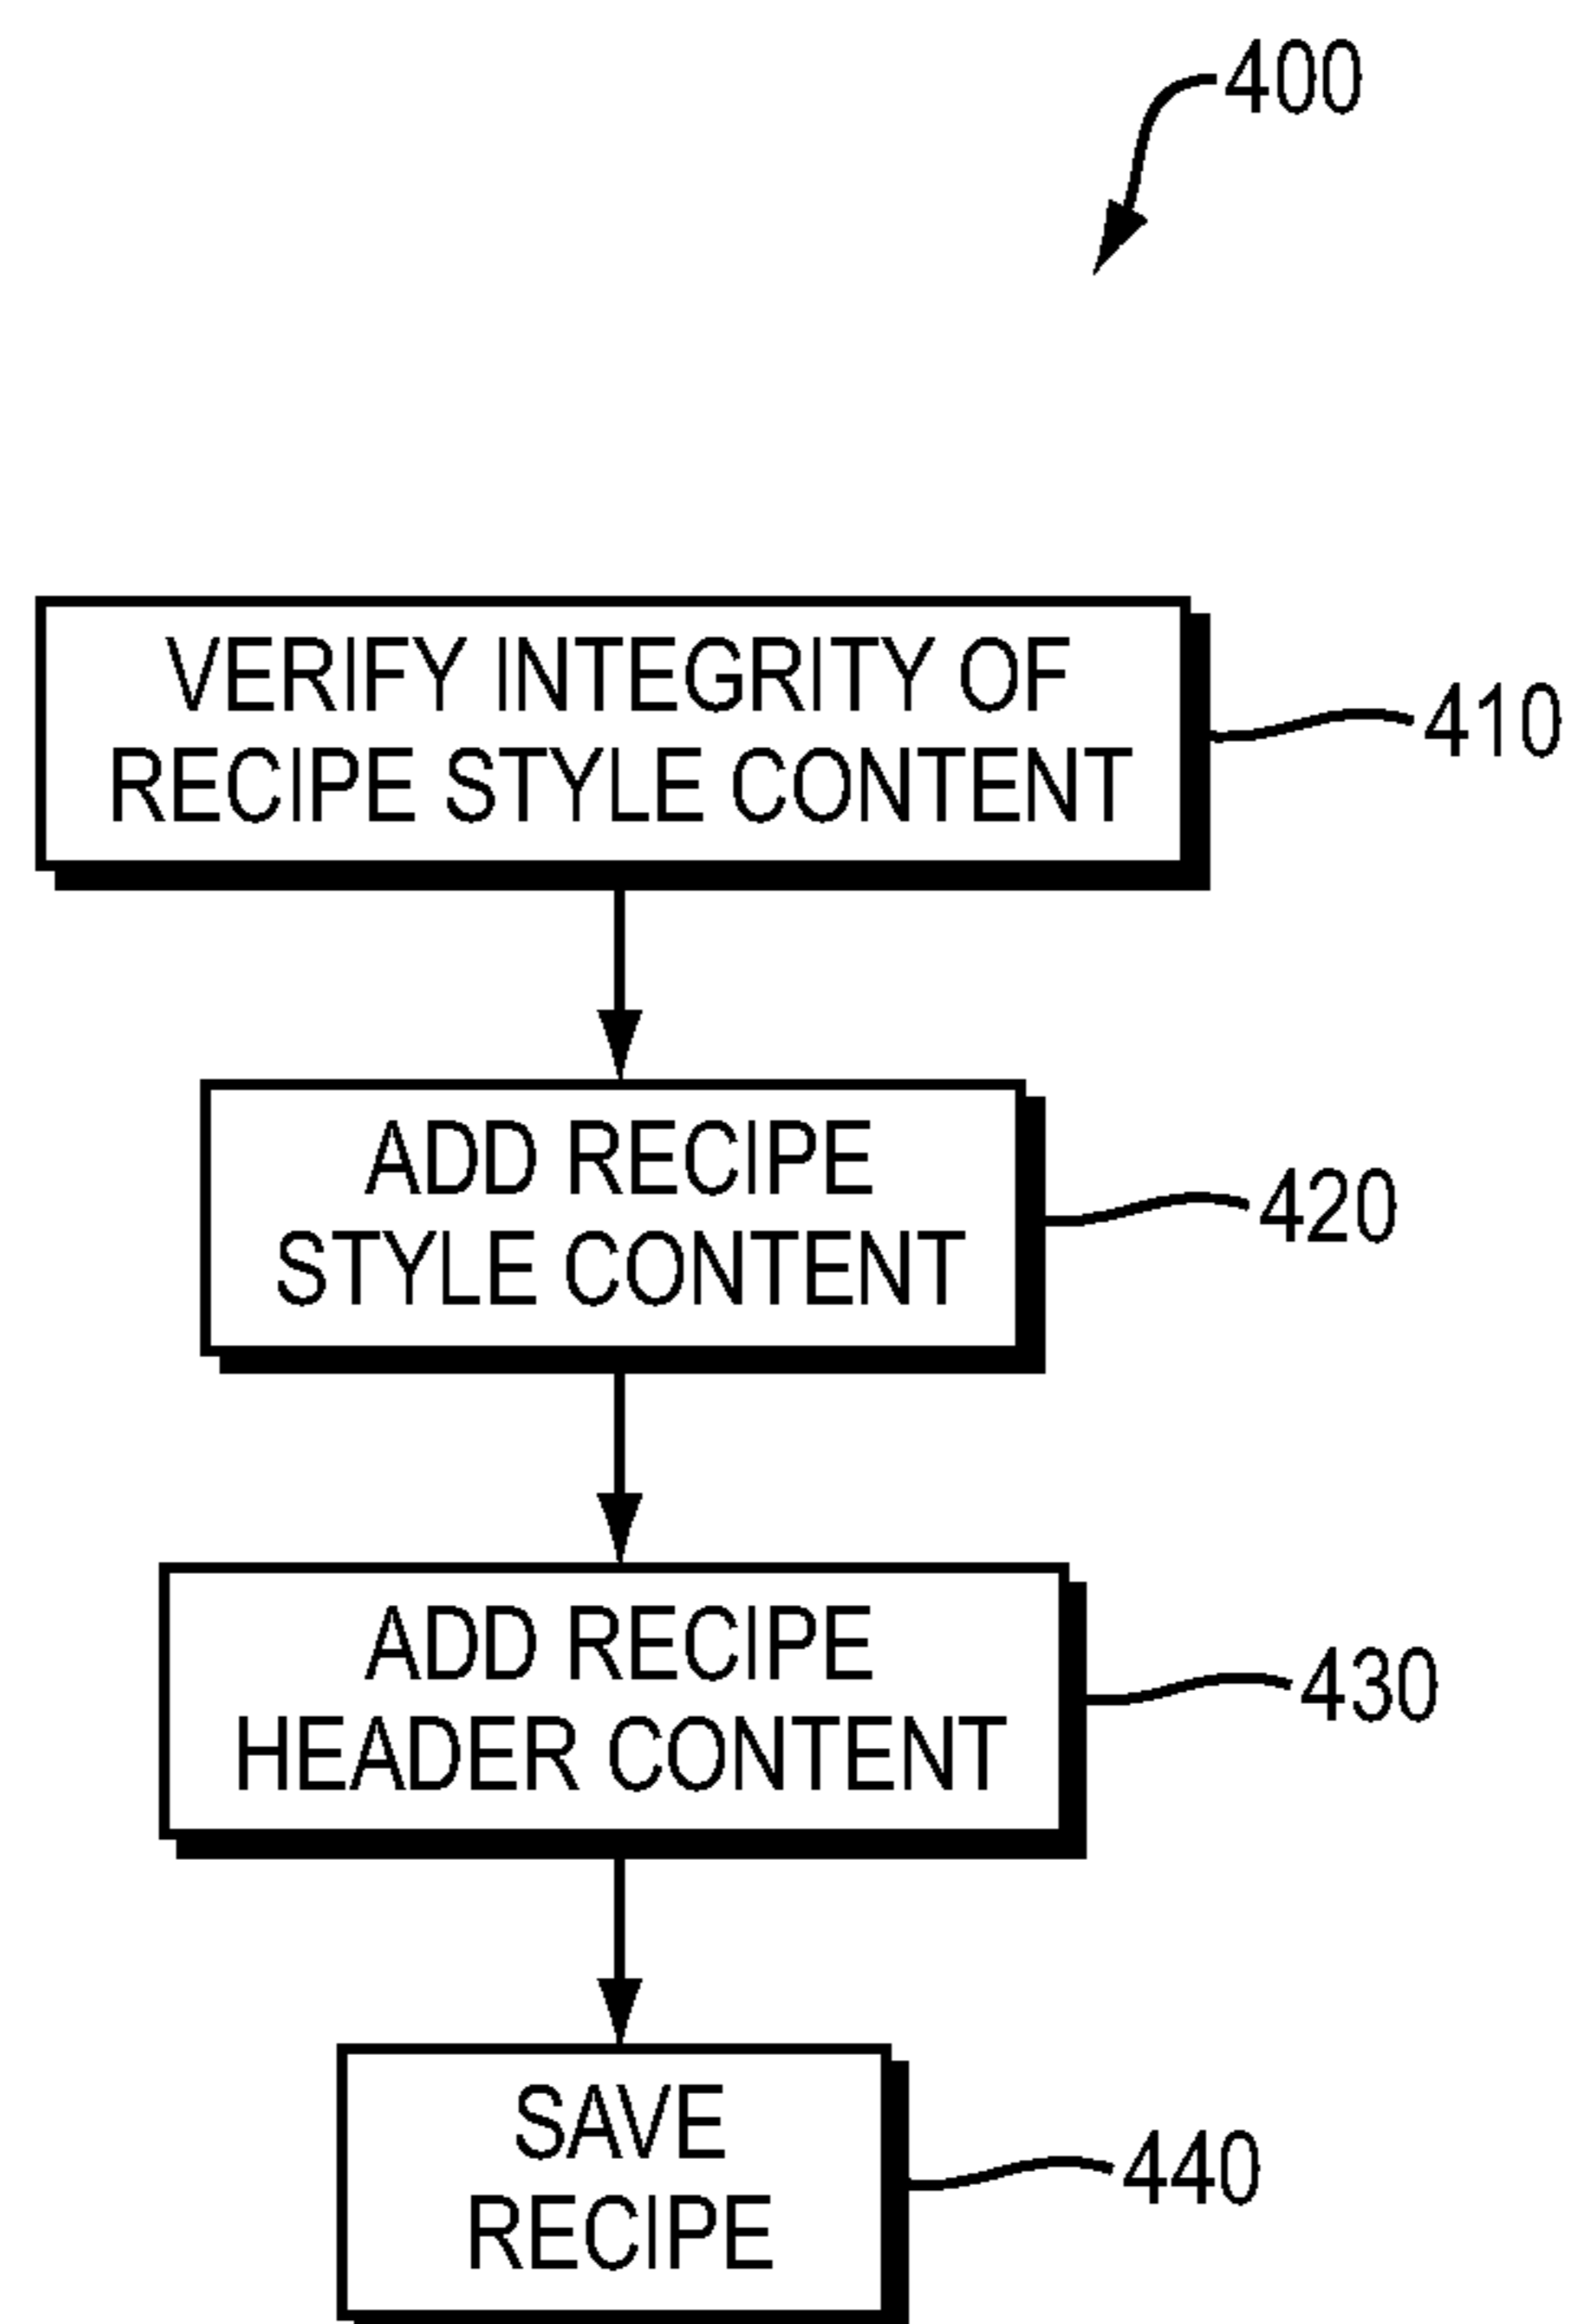 400
VERIFY INTEGRITY OF
RECIPE STYLE CONTENT
410
ADD RECIPE
STYLE CONTENT
420
ADD RECIPE
HEADER CONTENT
430
SAVE
RECIPE
440